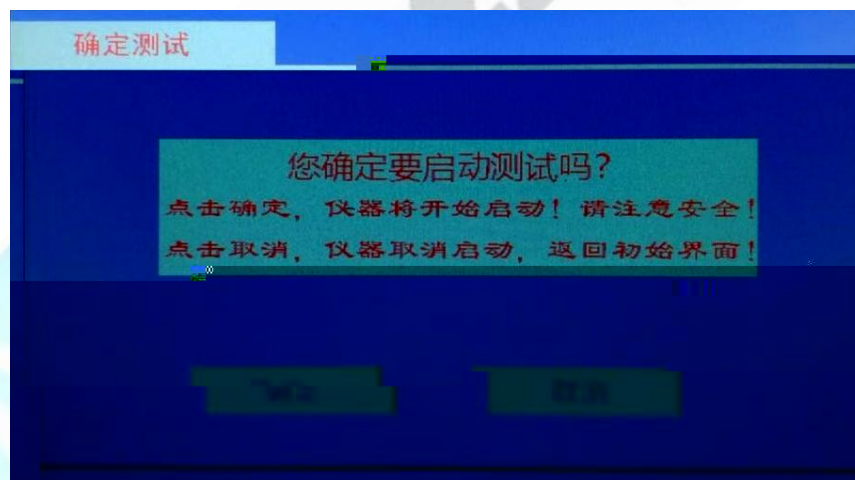 确定测试
您确定要启动测试吗?
点击确定, 仪器将开始启动! 请注意安全!
点击取消, 仪器取消启动, 返回初始界面!